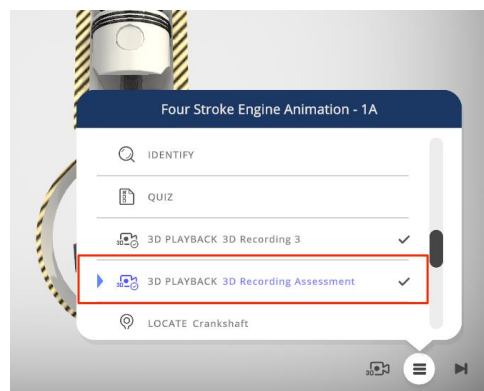 Four Stroke Engine Animation - 1A
IDENTIFY
QUIZ
3D PLAYBACK 3D Recording 3
3D PLAYBACK 3D Recording Assessment
LOCATE Crankshaft
3D